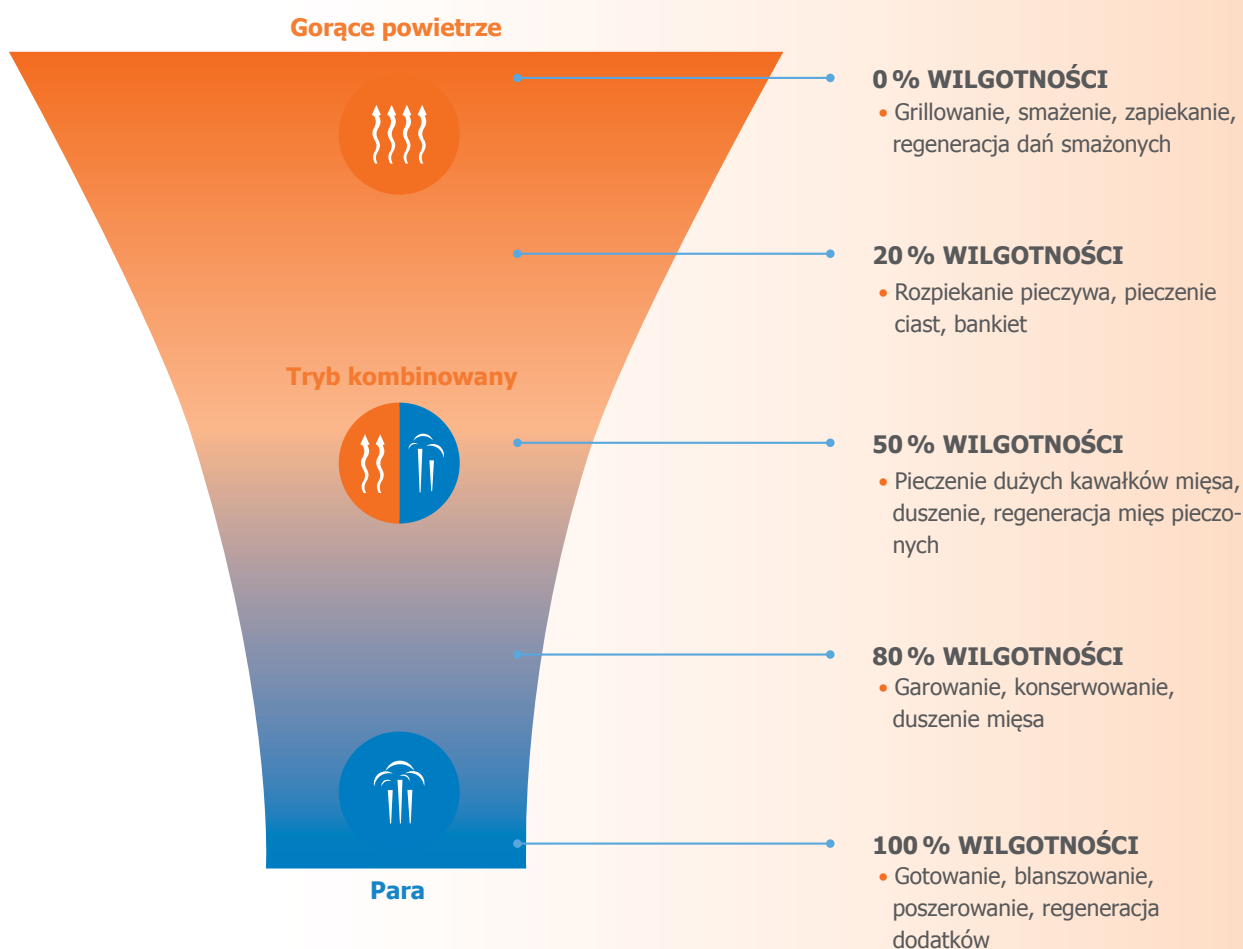 Gorące powietrze
0 % WILGOTNOŚCI
• Grillowanie, smażenie, zapiekanie,
regeneracja dań smażonych
20 % WILGOTNOŚCI
• Rozpiekanie pieczywa, pieczenie
ciast, bankiet
Tryb kombinowany
50 % WILGOTNOŚCI
• Pieczenie dużych kawałków mięsa,
duszenie, regeneracja mięs pieczo-
nych
80 % WILGOTNOŚCI
• Garowanie, konserwowanie,
duszenie mięsa
100 % WILGOTNOŚCI
• Gotowanie, blanszowanie,
poszerowanie, regeneracja
dodatków
Para